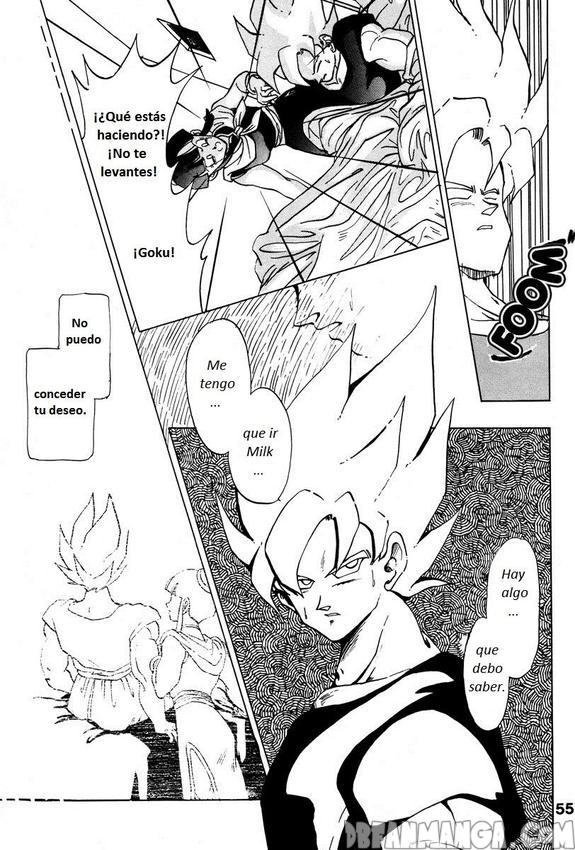 ¡¿Qué estás
haciendo?!
¡No te
levantes!
¡Goku!
FOOM
No
puedo
conceder
tu deseo.
Me
tengo
...
que ir
Milk
...
Hay
algo
...
que
debo
saber.
55
DBFANMANGA.COM